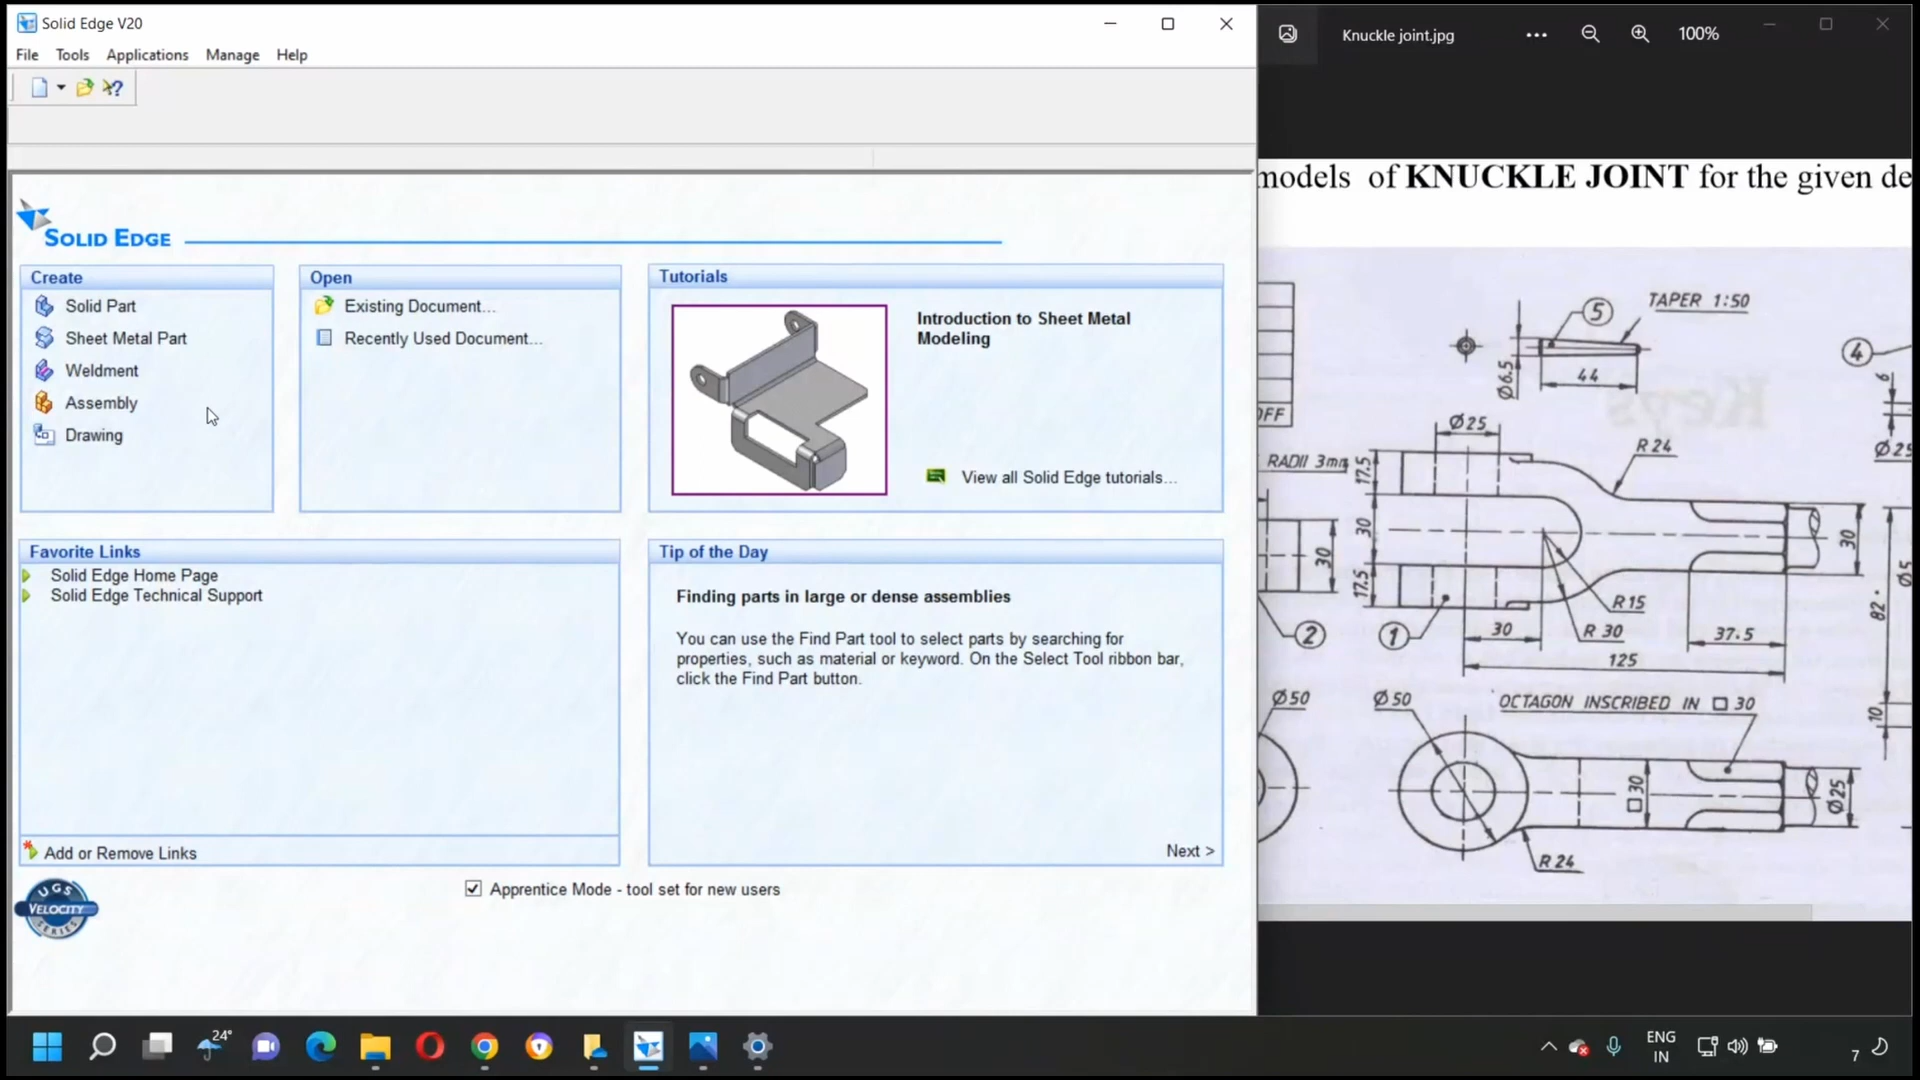 Solid Edge V20
File Tools Applications Manage Help
SOLID EDGE
Create
Solid Part
Sheet Metal Part
Weldment
Assembly
Drawing
Open
Existing Document...
Recently Used Document...
Tutorials
Introduction to Sheet Metal
Modeling
View all Solid Edge tutorials...
Favorite Links
Solid Edge Home Page
Solid Edge Technical Support
Add or Remove Links
Tip of the Day
Finding parts in large or dense assemblies
You can use the Find Part tool to select parts by searching for
properties, such as material or keyword. On the Select Tool ribbon bar,
click the Find Part button.
Next >
Apprentice Mode - tool set for new users
UGS
VELOCITY
SERIES
Knuckle joint.jpg
100%
models of KNUCKLE JOINT for the given de
5
TAPER 1:50
4
Ø6.5
44
6
OFF
Ø25
R 24
Ø25
RADII 3mm
17.5
30
30
30
17.5
82
R15
2
1
30
R 30
37.5
125
Ø50
Ø50
OCTAGON INSCRIBED IN □ 30
10
□30
Ø25
R 24
24°
ENG
IN
7